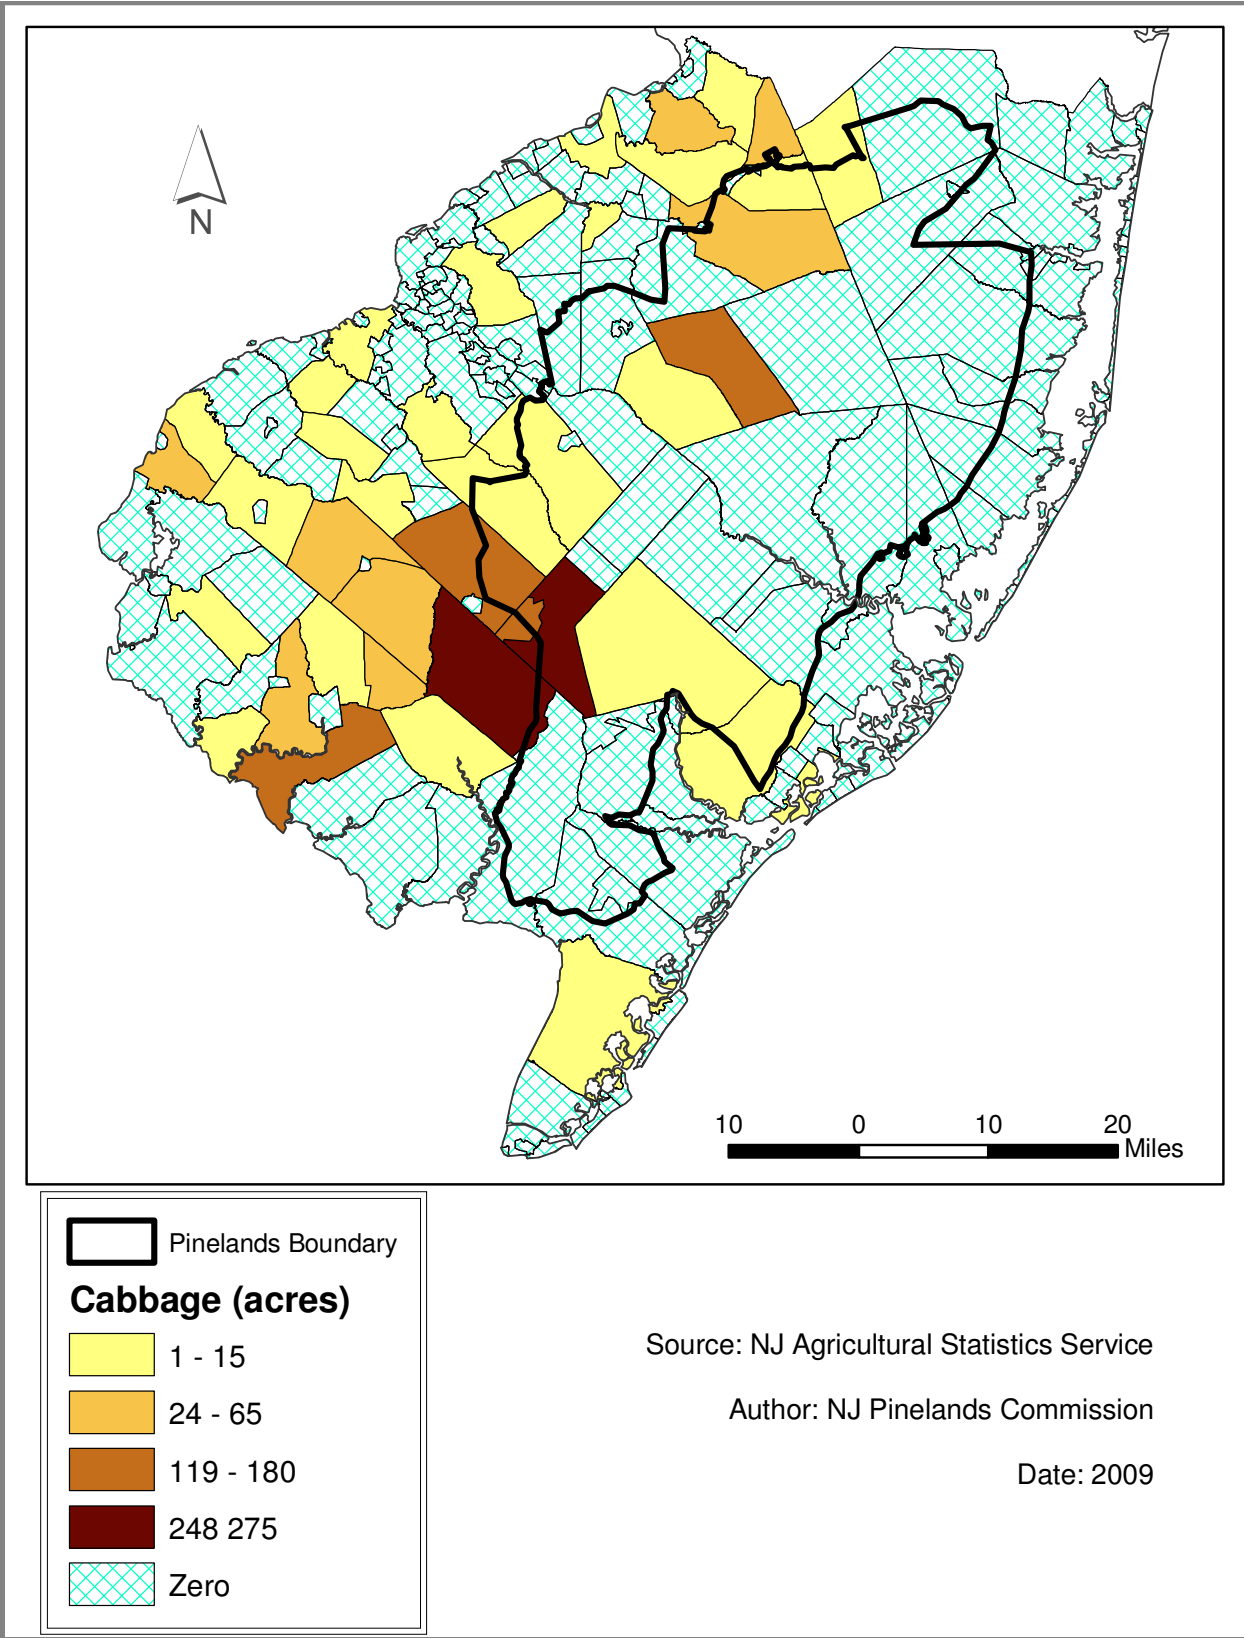 N
10 0 10 20
Miles
Pinelands Boundary
Cabbage (acres)
1 - 15
24 - 65
119 - 180
248 275
Zero
Source: NJ Agricultural Statistics Service
Author: NJ Pinelands Commission
Date: 2009